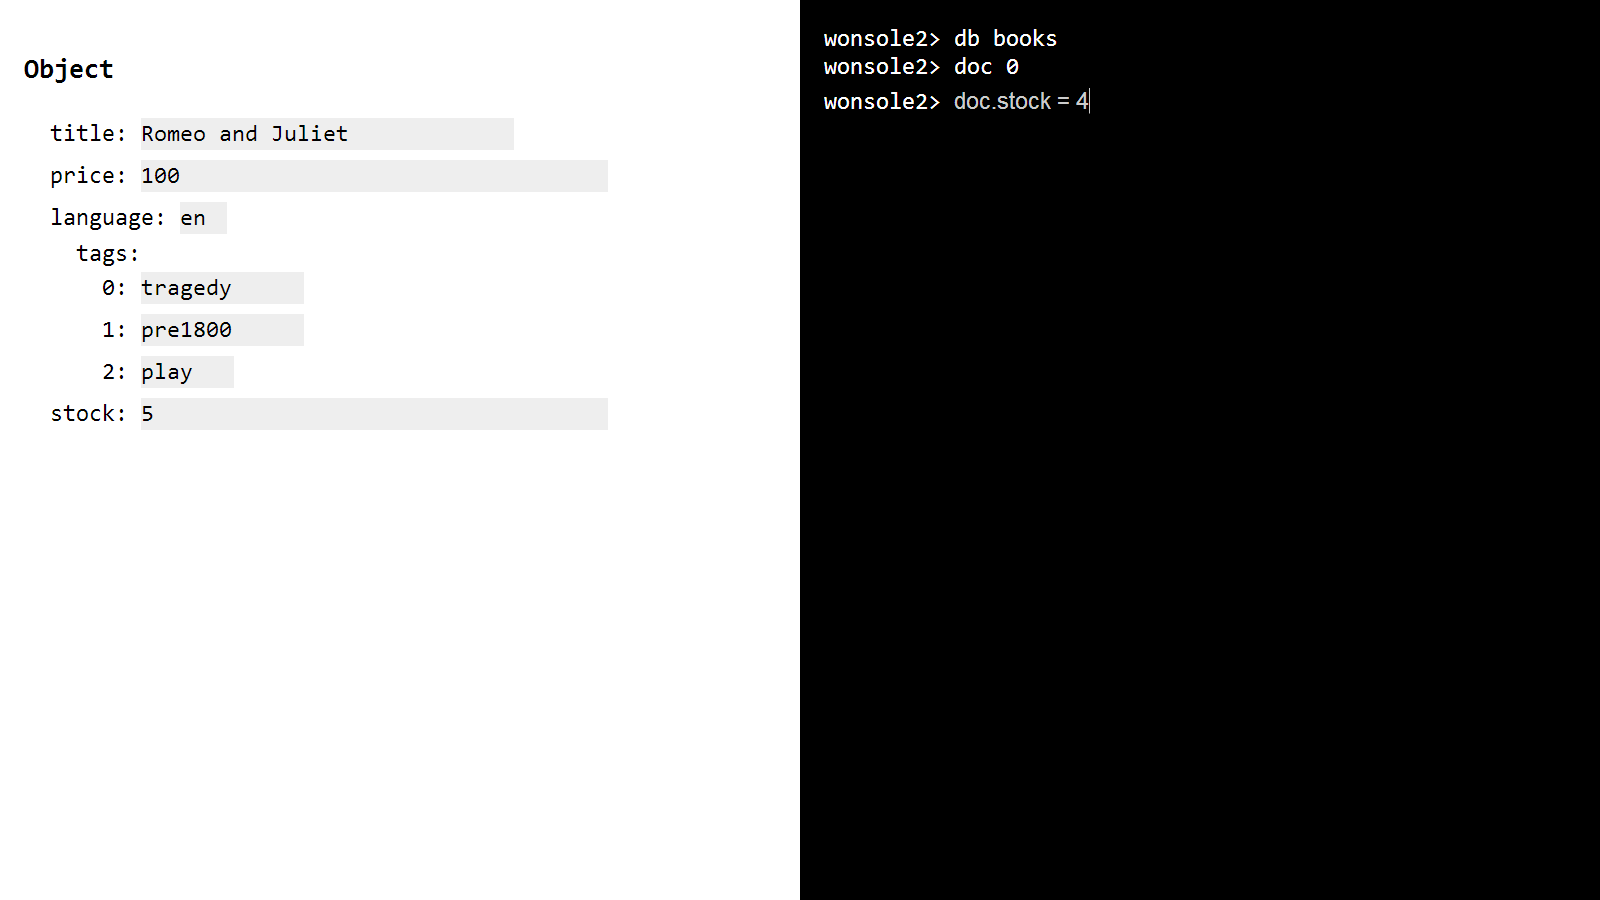 Object
title: Romeo and Juliet
price: 100
language: en
tags:
0: tragedy
1: pre1800
2: play
stock: 5
wonsole2> db books
wonsole2> doc 0
wonsole2> doc.stock = 4